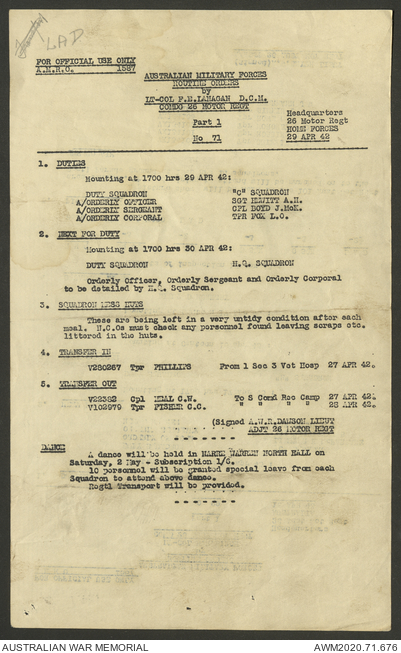 LAD
FOR OFFICIAL USE ONLY
A.M.R.O. 1587
AUSTRALIAN MILITARY FORCES
ROUTINE ORDERS
by
LT-COL F.E.LANAGAN D.C.M.
COMDG 26 MOTOR REGT
Part 1
No 71
Headquarters
26 Motor Regt
HOME FORCES
29 APR 42
1. DUTIES
Mounting at 1700 hrs 29 APR 42:
DUTY SQUADRON "C" SQUADRON
A/ORDERLY OFFICER SGT HEWITT A.H.
A/ORDERLY SERGEANT CPL BOYD J.McK.
A/ORDERLY CORPORAL TPR FOX L.O.
2. NEXT FOR DUTY
Mounting at 1700 hrs 30 APR 42:
DUTY SQUADRON H.Q. SQUADRON
Orderly Officer, Orderly Sergeant and Orderly Corporal
to be detailed by H.Q. Squadron.
3. SQUADRON MESS HUTS
These are being left in a very untidy condition after each
meal. N.C.Os must check any personnel found leaving scraps etc.
littered in the huts.
4. TRANSFER IN
V280267 Tpr PHILLIPS From 1 Sec 3 Vet Hosp 27 APR 42.
5. TRANSFER OUT
V22382 Cpl NEAL C.W. To S Comd Rec Camp 27 APR 42.
V102979 Tpr FISHER C.C. " " " " 28 APR 42.
(Signed A.W.R.DAWSON LIEUT
ADJT 26 MOTOR REGT
DANCE:
A dance will be held in NARRE WARREN NORTH HALL on
Saturday, 2 May - Subscription 1/6.
10 personnel will be granted special leave from each
Squadron to attend above dance.
Regtl Transport will be provided.
AUSTRALIAN WAR MEMORIAL
AWM2020.71.676